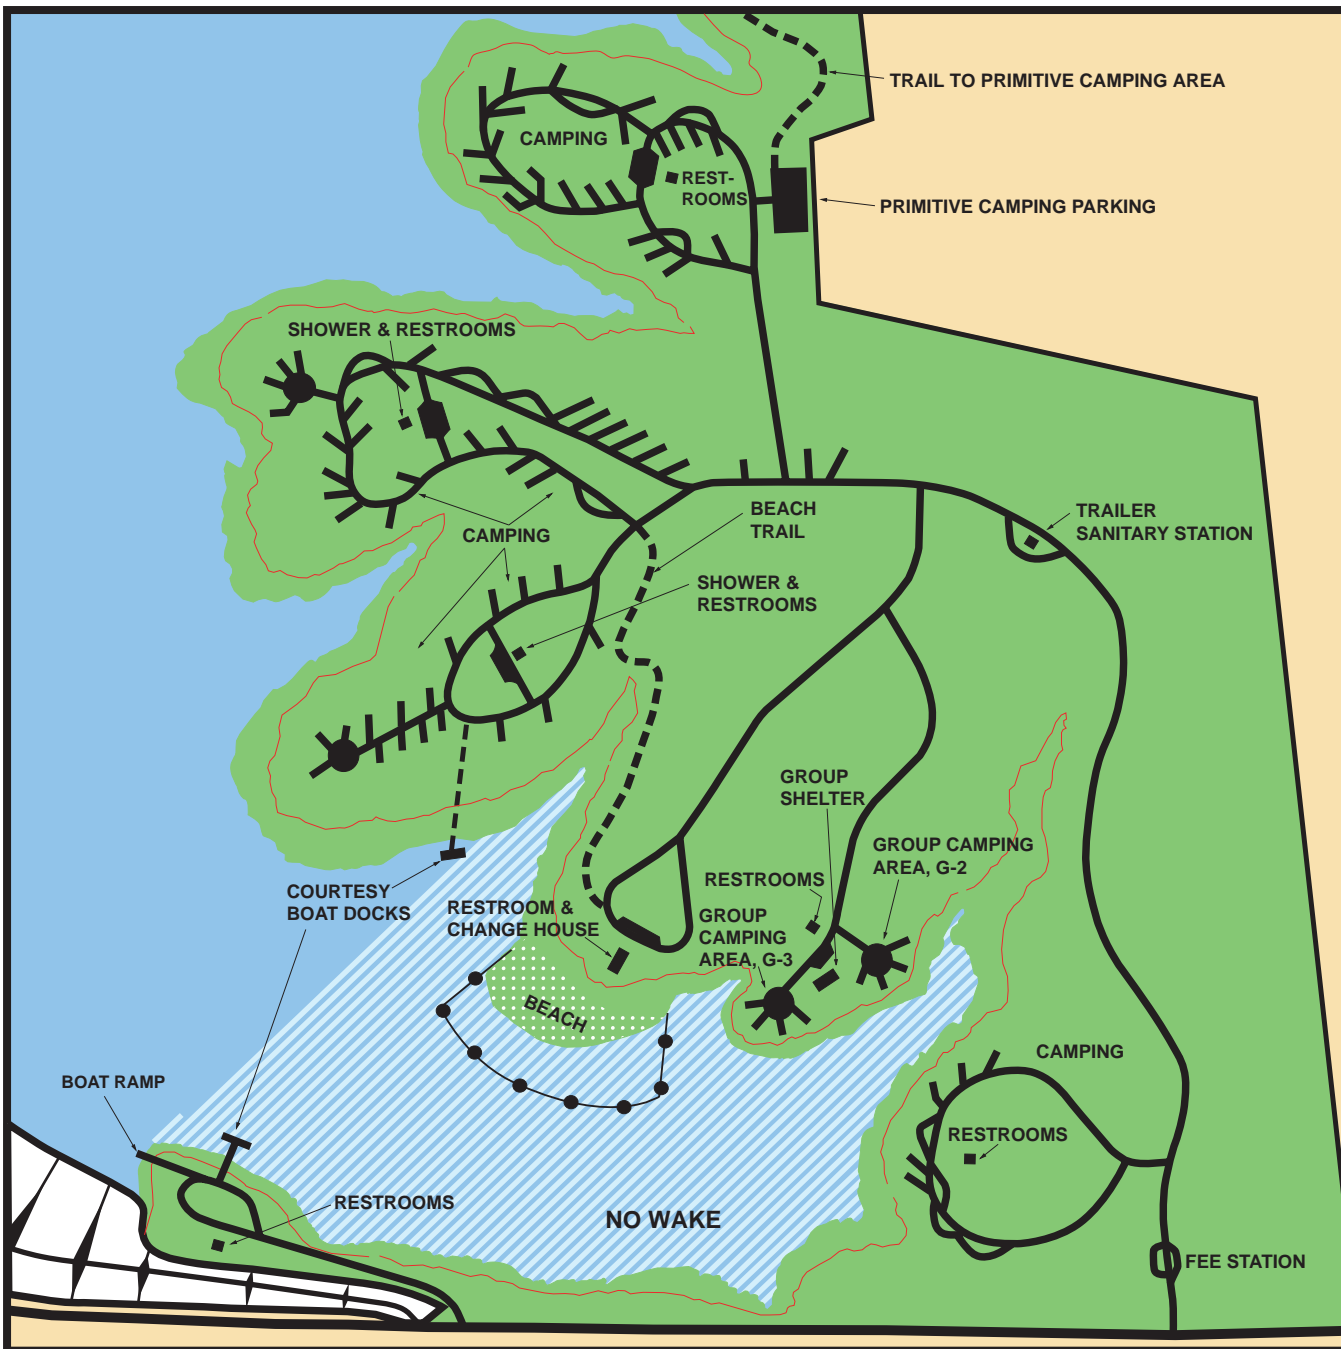 TRAIL TO PRIMITIVE CAMPING AREA
CAMPING
REST-
ROOMS
PRIMITIVE CAMPING PARKING
SHOWER & RESTROOMS
BEACH
TRAIL
TRAILER
SANITARY STATION
CAMPING
SHOWER &
RESTROOMS
GROUP
SHELTER
GROUP CAMPING
AREA, G-2
RESTROOMS
COURTESY
BOAT DOCKS
RESTROOM &
CHANGE HOUSE
GROUP
CAMPING
AREA, G-3
BEACH
CAMPING
BOAT RAMP
RESTROOMS
RESTROOMS
NO WAKE
FEE STATION